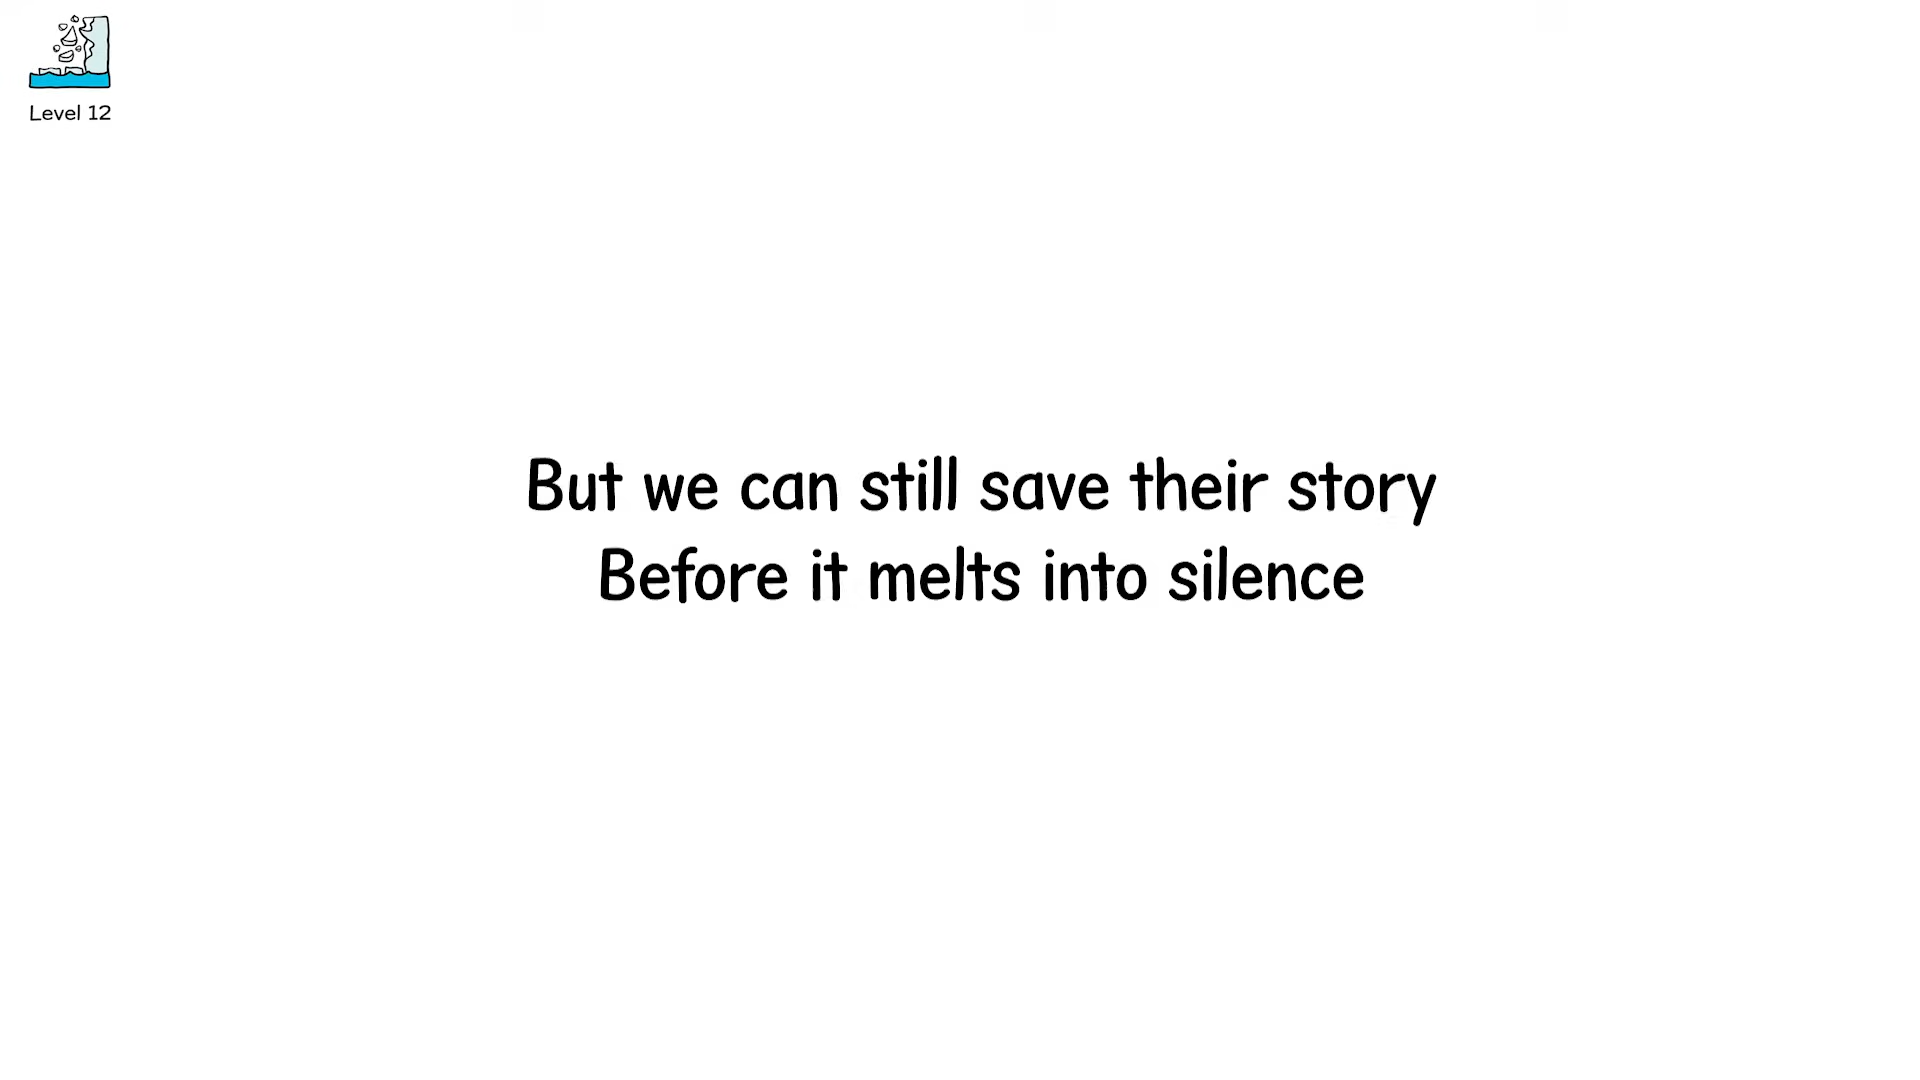 Level 12
But we can still save their story
Before it melts into silence